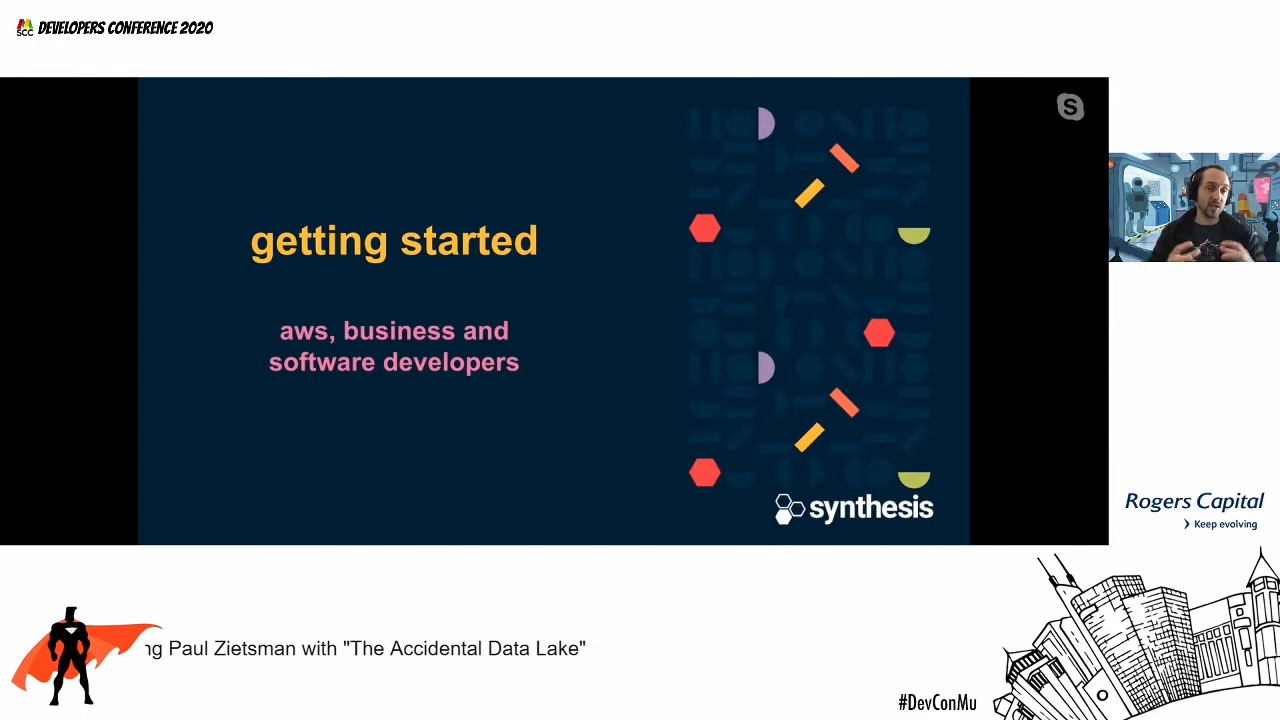 SCC DEVELOPERS CONFERENCE 2020
S
getting started
aws, business and
software developers
synthesis
Rogers Capital
Keep evolving
ng Paul Zietsman with "The Accidental Data Lake"
#DevConMu